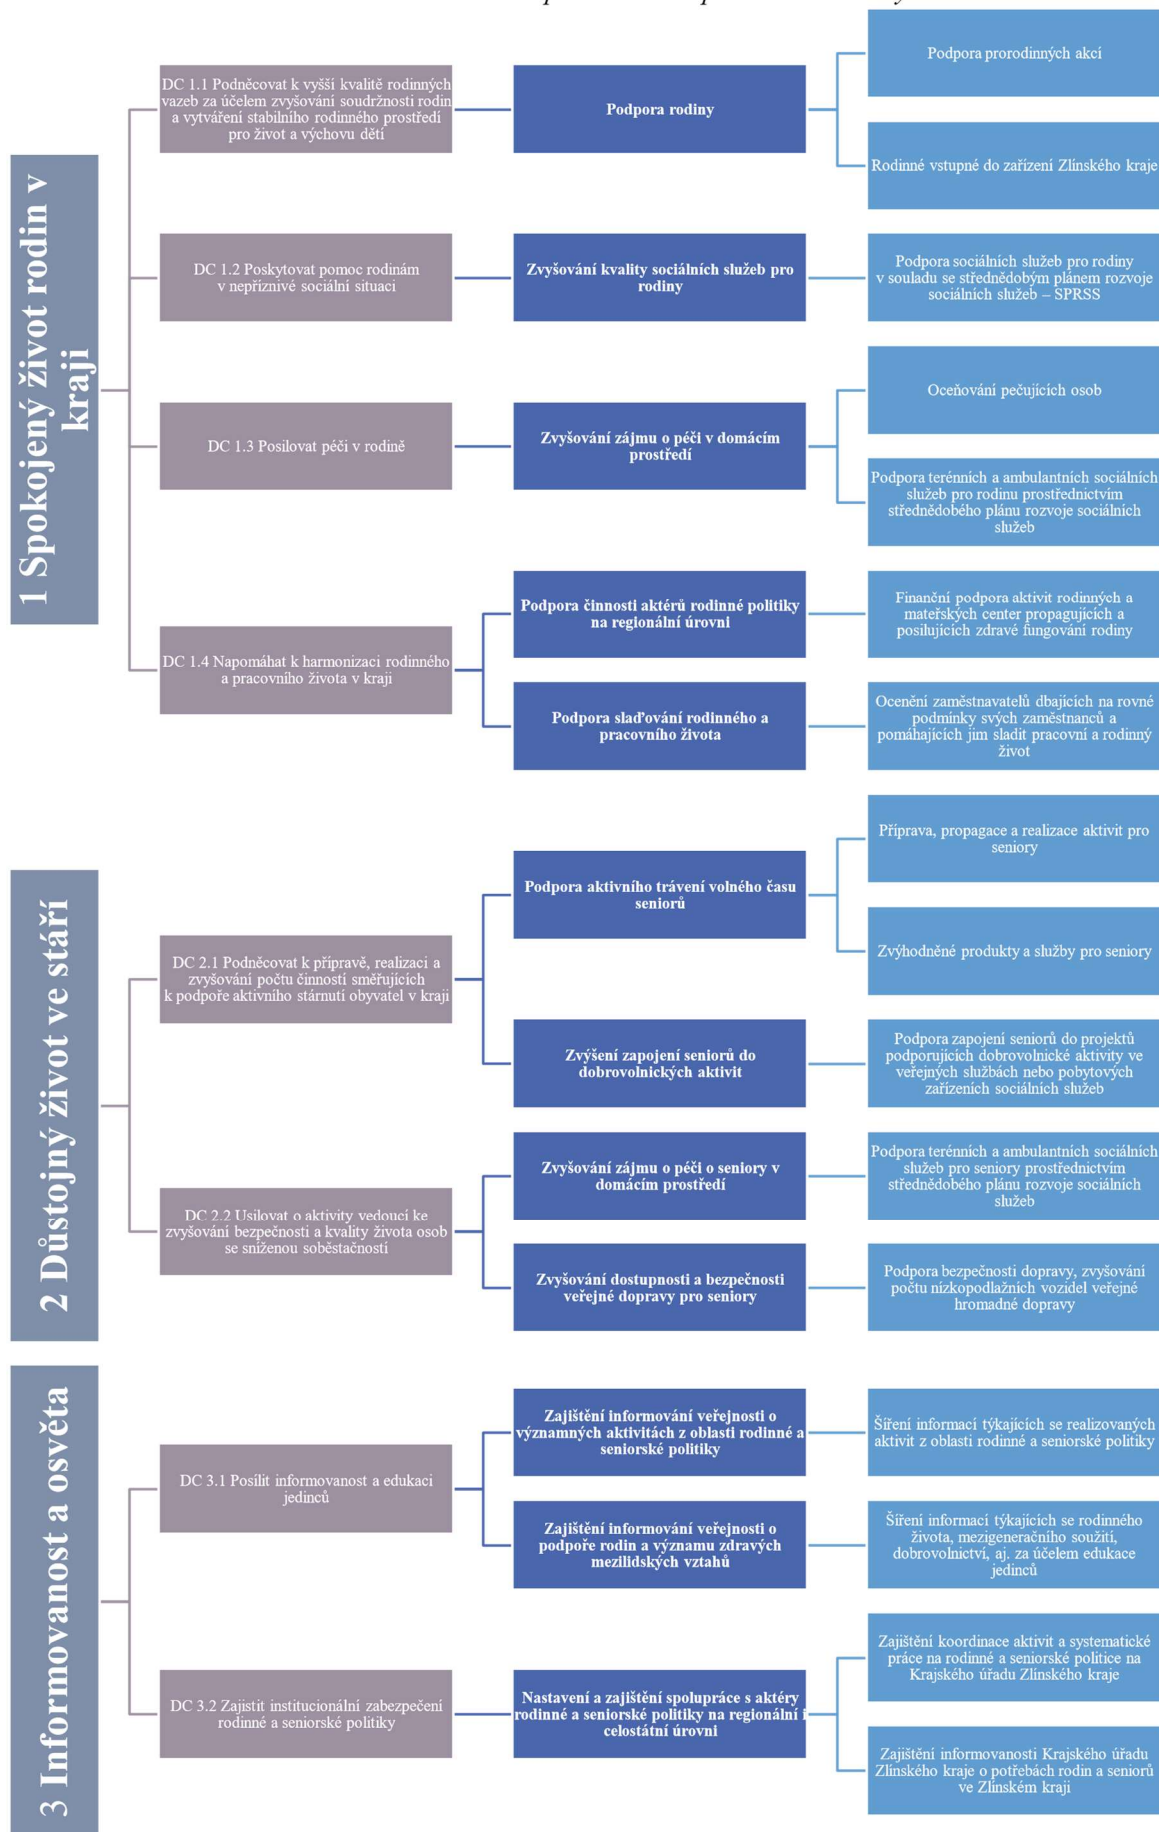 1 Spokojený život rodin v
kraji
DC 1.1 Podněcovat k vyšší kvalitě rodinných
vazeb za účelem zvyšování soudržnosti rodin
a vytváření stabilního rodinného prostředí
pro život a výchovu dětí
Podpora rodiny
Podpora prorodinných akcí
Rodinné vstupné do zařízení Zlínského kraje
DC 1.2 Poskytovat pomoc rodinám
v nepříznivé sociální situaci
Zvyšování kvality sociálních služeb pro
rodiny
Podpora sociálních služeb pro rodiny
v souladu se střednědobým plánem rozvoje
sociálních služeb – SPRSS
DC 1.3 Posilovat péči v rodině
Zvyšování zájmu o péči v domácím
prostředí
Oceňování pečujících osob
Podpora terénních a ambulantních sociálních
služeb pro rodinu prostřednictvím
střednědobého plánu rozvoje sociálních
služeb
DC 1.4 Napomáhat k harmonizaci rodinného
a pracovního života v kraji
Podpora činnosti aktérů rodinné politiky
na regionální úrovni
Finanční podpora aktivit rodinných a
mateřských center propagujících a
posilujících zdravé fungování rodiny
Podpora slaďování rodinného a
pracovního života
Ocenění zaměstnavatelů dbajících na rovné
podmínky svých zaměstnanců a
pomáhajících jim sladit pracovní a rodinný
život
2 Důstojný život ve stáří
DC 2.1 Podněcovat k přípravě, realizaci a
zvyšování počtu činností směřujících
k podpoře aktivního stárnutí obyvatel v kraji
Podpora aktivního trávení volného času
seniorů
Příprava, propagace a realizace aktivit pro
seniory
Zvýhodněné produkty a služby pro seniory
Zvýšení zapojení seniorů do
dobrovolnických aktivit
Podpora zapojení seniorů do projektů
podporujících dobrovolnické aktivity ve
veřejných službách nebo pobytových
zařízeních sociálních služeb
DC 2.2 Usilovat o aktivity vedoucí ke
zvyšování bezpečnosti a kvality života osob
se sníženou soběstačností
Zvyšování zájmu o péči o seniory v
domácím prostředí
Podpora terénních a ambulantních sociálních
služeb pro seniory prostřednictvím
střednědobého plánu rozvoje sociálních
služeb
Zvyšování dostupnosti a bezpečnosti
veřejné dopravy pro seniory
Podpora bezpečnosti dopravy, zvyšování
počtu nízkopodlažních vozidel veřejné
hromadné dopravy
3 Informovanost a osvěta
DC 3.1 Posílit informovanost a edukaci
jedinců
Zajištění informování veřejnosti o
významných aktivitách z oblasti rodinné a
seniorské politiky
Šíření informací týkajících se realizovaných
aktivit z oblasti rodinné a seniorské politiky
Zajištění informování veřejnosti o
podpoře rodin a významu zdravých
mezilidských vztahů
Šíření informací týkajících se rodinného
života, mezigeneračního soužití,
dobrovolnictví, aj. za účelem edukace
jedinců
DC 3.2 Zajistit institucionální zabezpečení
rodinné a seniorské politiky
Nastavení a zajištění spolupráce s aktéry
rodinné a seniorské politiky na regionální i
celostátní úrovni
Zajištění koordinace aktivit a systematické
práce na rodinné a seniorské politice na
Krajského úřadu Zlínského kraje
Zajištění informovanosti Krajského úřadu
Zlínského kraje o potřebách rodin a seniorů
ve Zlínském kraji